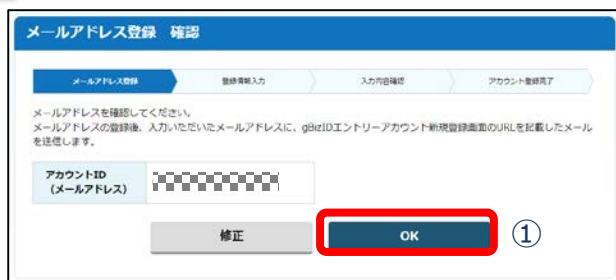 メールアドレス登録　確認
メールアドレス登録
登録情報入力
入力内容確認
アカウント登録完了
メールアドレスを確認してください。
メールアドレスの登録後、入力いただいたメールアドレスに、gBizIDエントリーアカウント新規登録画面のURLを記載したメール
を送信します。
アカウントID
（メールアドレス）
修正
OK
①